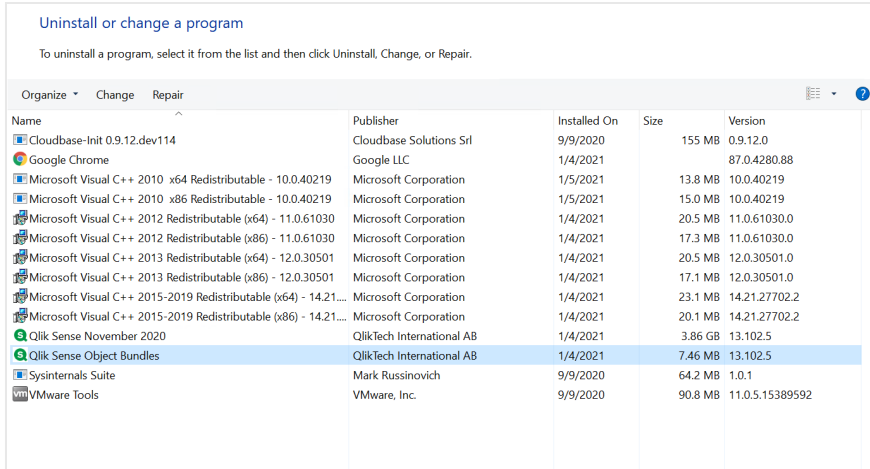 Uninstall or change a program
To uninstall a program, select it from the list and then click Uninstall, Change, or Repair.
Organize Change Repair ?
Name Publisher Installed On Size Version
Cloudbase-Init 0.9.12.dev114 Cloudbase Solutions Srl 9/9/2020 155 MB 0.9.12.0
Google Chrome Google LLC 1/4/2021 87.0.4280.88
Microsoft Visual C++ 2010 x64 Redistributable - 10.0.40219 Microsoft Corporation 1/5/2021 13.8 MB 10.0.40219
Microsoft Visual C++ 2010 x86 Redistributable - 10.0.40219 Microsoft Corporation 1/5/2021 15.0 MB 10.0.40219
Microsoft Visual C++ 2012 Redistributable (x64) - 11.0.61030 Microsoft Corporation 1/4/2021 20.5 MB 11.0.61030.0
Microsoft Visual C++ 2012 Redistributable (x86) - 11.0.61030 Microsoft Corporation 1/4/2021 17.3 MB 11.0.61030.0
Microsoft Visual C++ 2013 Redistributable (x64) - 12.0.30501 Microsoft Corporation 1/4/2021 20.5 MB 12.0.30501.0
Microsoft Visual C++ 2013 Redistributable (x86) - 12.0.30501 Microsoft Corporation 1/4/2021 17.1 MB 12.0.30501.0
Microsoft Visual C++ 2015-2019 Redistributable (x64) - 14.21.... Microsoft Corporation 1/4/2021 23.1 MB 14.21.27702.2
Microsoft Visual C++ 2015-2019 Redistributable (x86) - 14.21.... Microsoft Corporation 1/4/2021 20.1 MB 14.21.27702.2
Qlik Sense November 2020 QlikTech International AB 1/4/2021 3.86 GB 13.102.5
Qlik Sense Object Bundles QlikTech International AB 1/4/2021 7.46 MB 13.102.5
Sysinternals Suite Mark Russinovich 9/9/2020 64.2 MB 1.0.1
vm VMware Tools VMware, Inc. 9/9/2020 90.8 MB 11.0.5.15389592